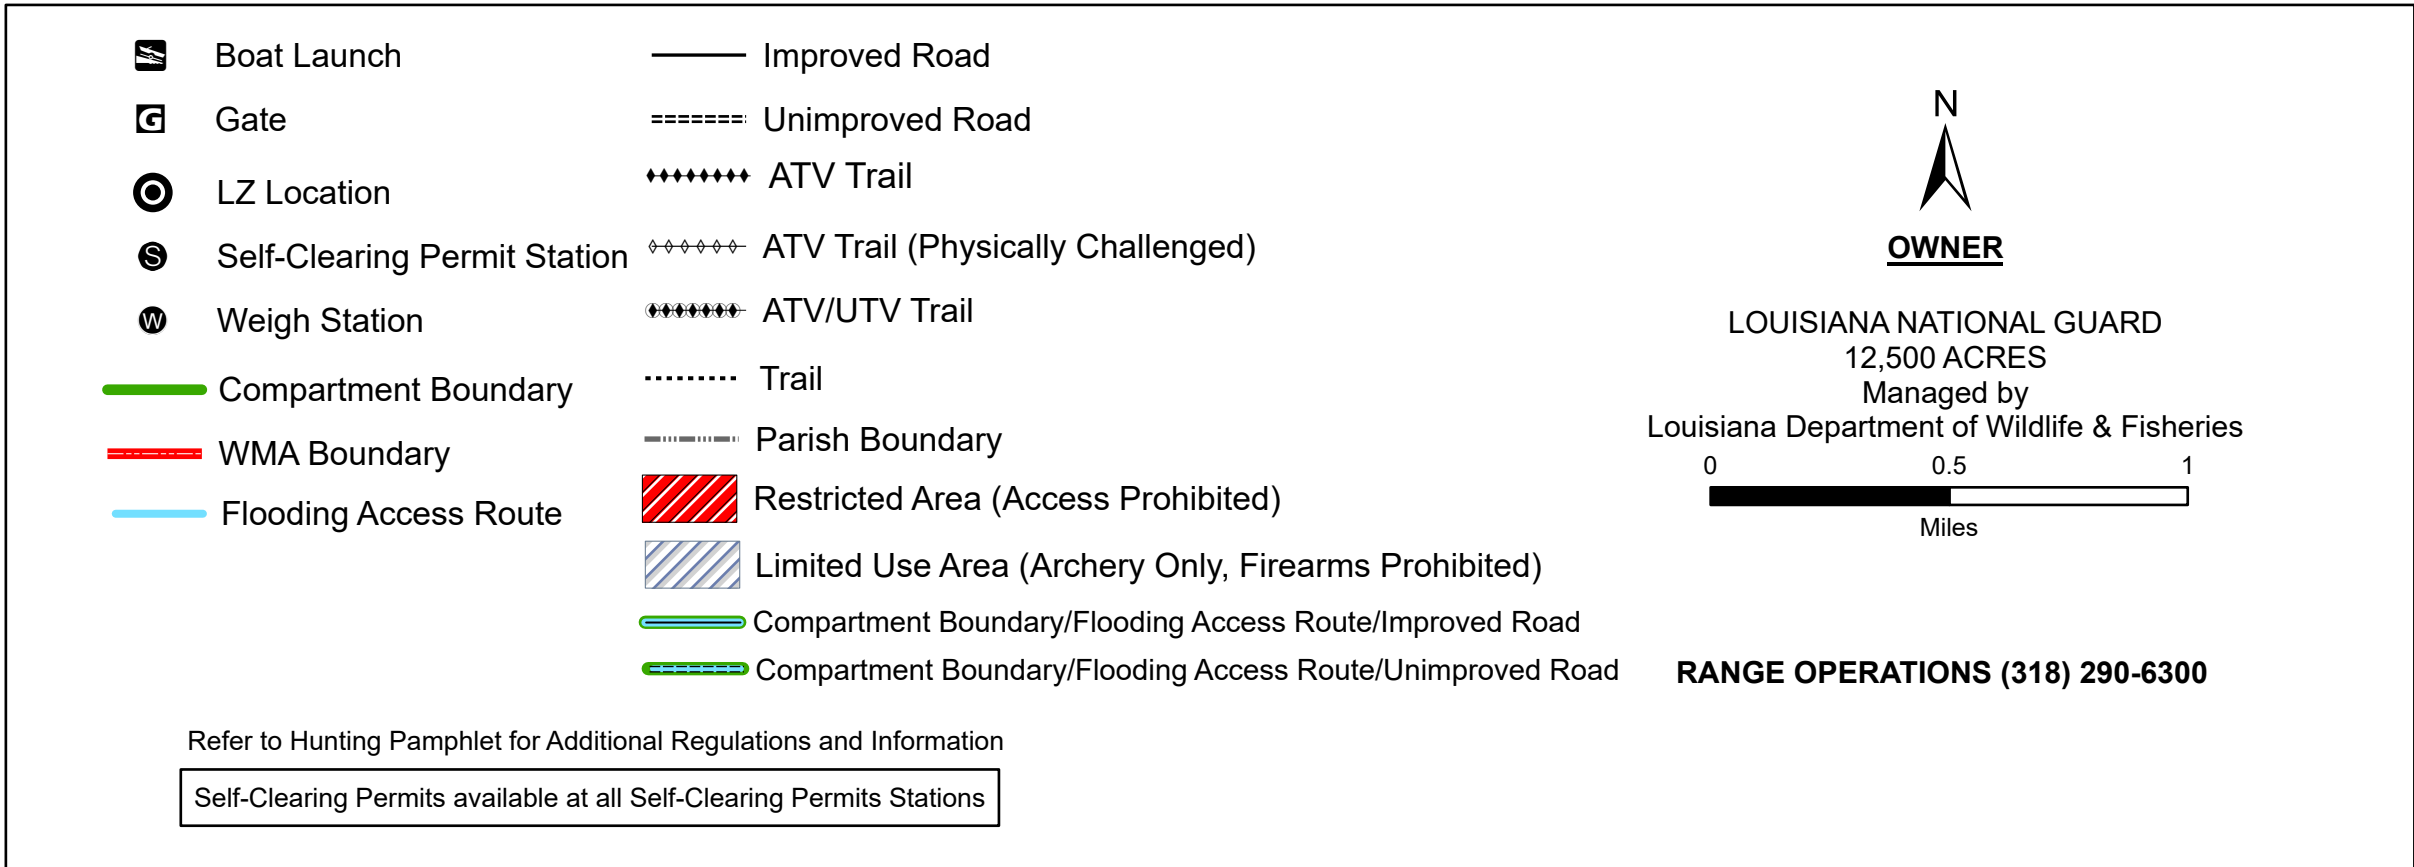 Boat Launch
G Gate
LZ Location
S Self-Clearing Permit Station
W Weigh Station
Compartment Boundary
WMA Boundary
Flooding Access Route
Improved Road
Unimproved Road
ATV Trail
ATV Trail (Physically Challenged)
ATV/UTV Trail
Trail
Parish Boundary
Restricted Area (Access Prohibited)
Limited Use Area (Archery Only, Firearms Prohibited)
Compartment Boundary/Flooding Access Route/Improved Road
Compartment Boundary/Flooding Access Route/Unimproved Road
N
OWNER
LOUISIANA NATIONAL GUARD
12,500 ACRES
Managed by
Louisiana Department of Wildlife & Fisheries
0 0.5 1
Miles
RANGE OPERATIONS (318) 290-6300
Refer to Hunting Pamphlet for Additional Regulations and Information
Self-Clearing Permits available at all Self-Clearing Permits Stations